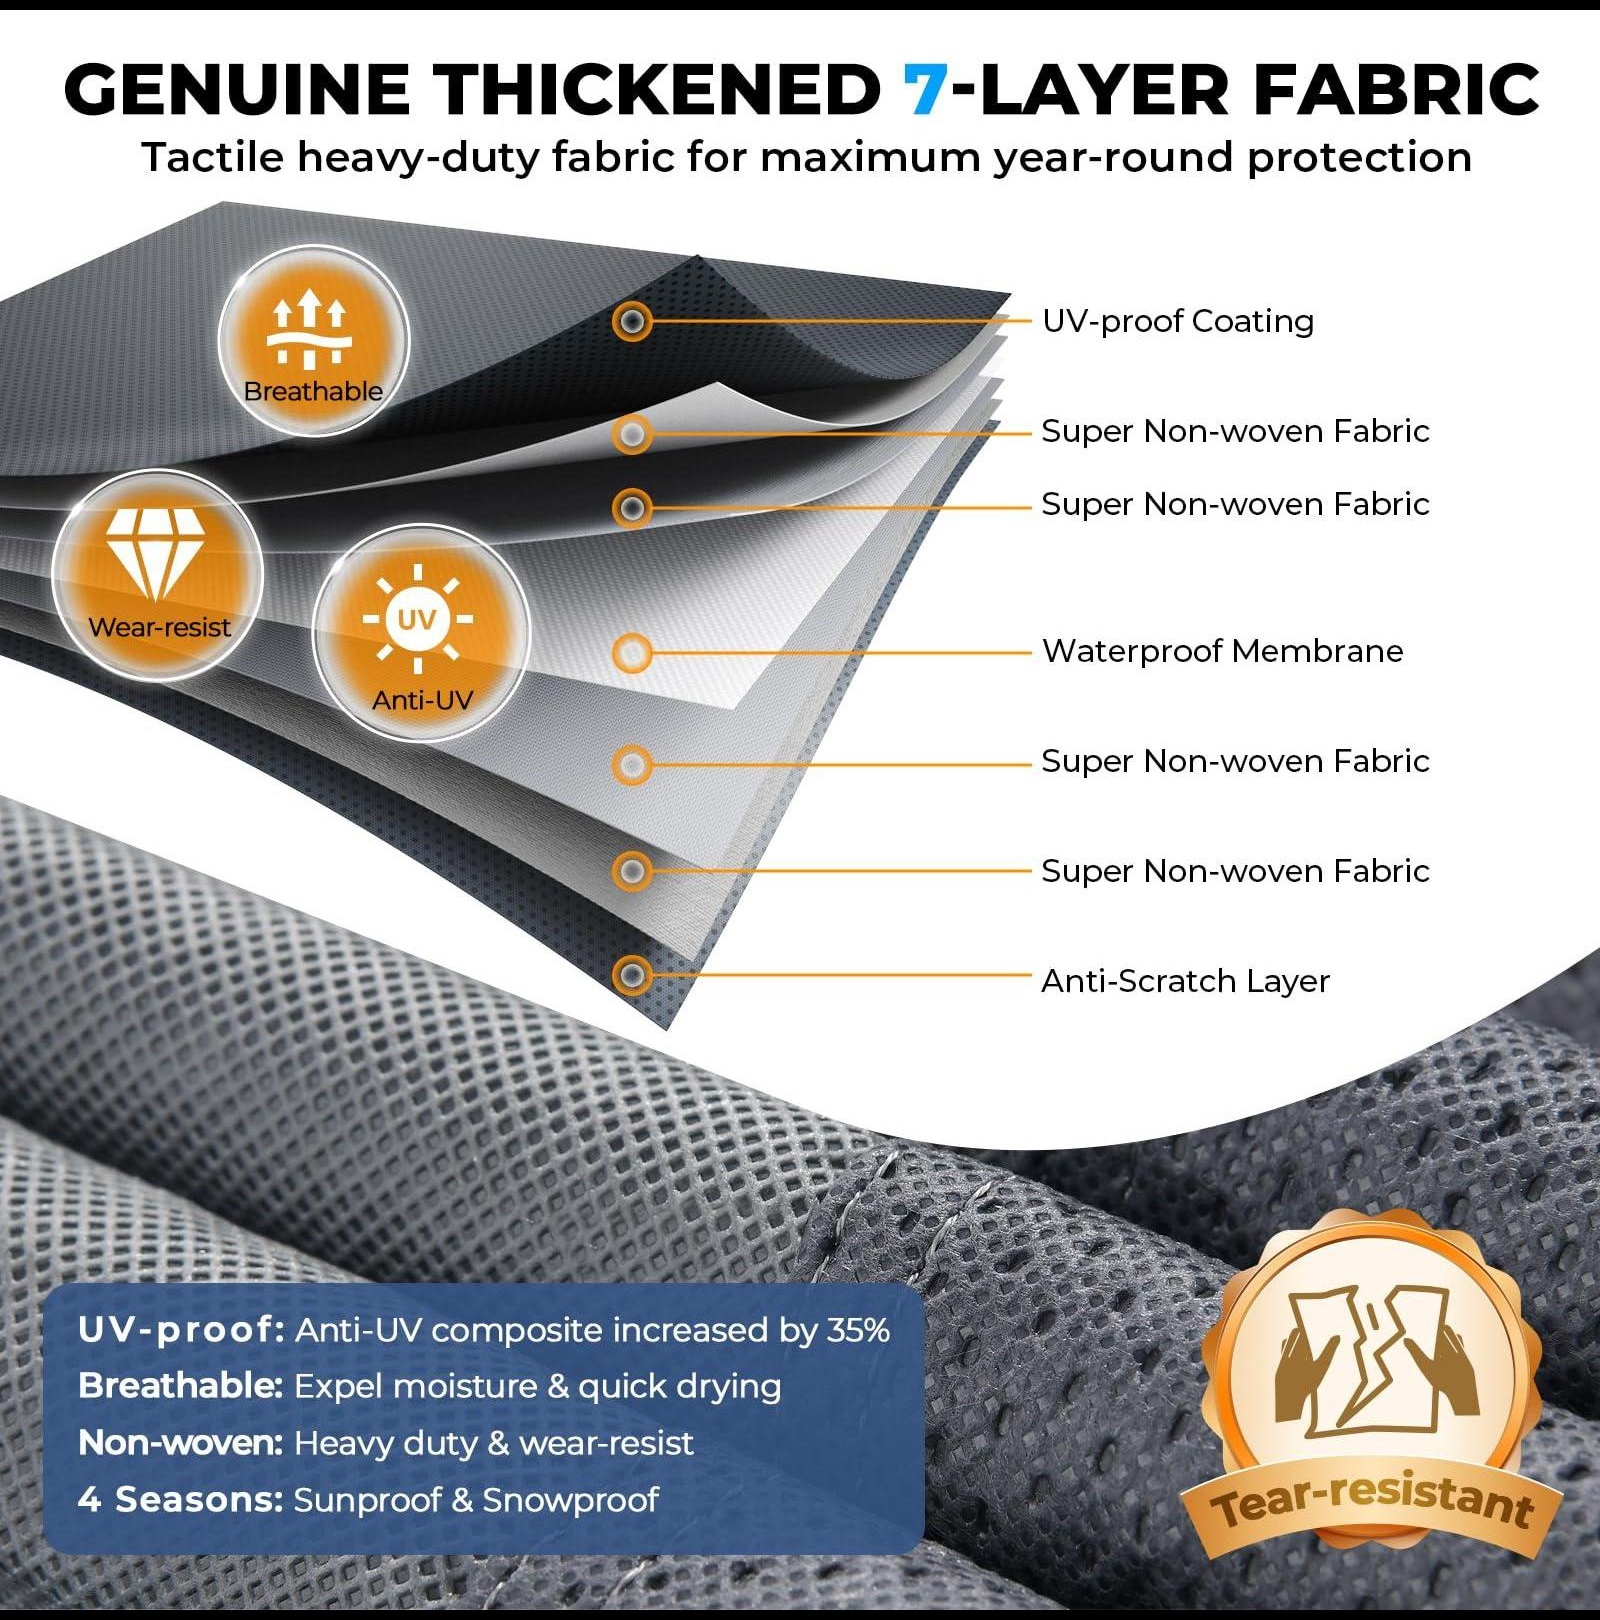 GENUINE THICKENED 7-LAYER FABRIC
Tactile heavy-duty fabric for maximum year-round protection
Breathable
UV-proof Coating
Super Non-woven Fabric
Super Non-woven Fabric
Wear-resist
UV
Anti-UV
Waterproof Membrane
Super Non-woven Fabric
Super Non-woven Fabric
Anti-Scratch Layer
UV-proof: Anti-UV composite increased by 35%
Breathable: Expel moisture & quick drying
Non-woven: Heavy duty & wear-resist
4 Seasons: Sunproof & Snowproof
Tear-resistant